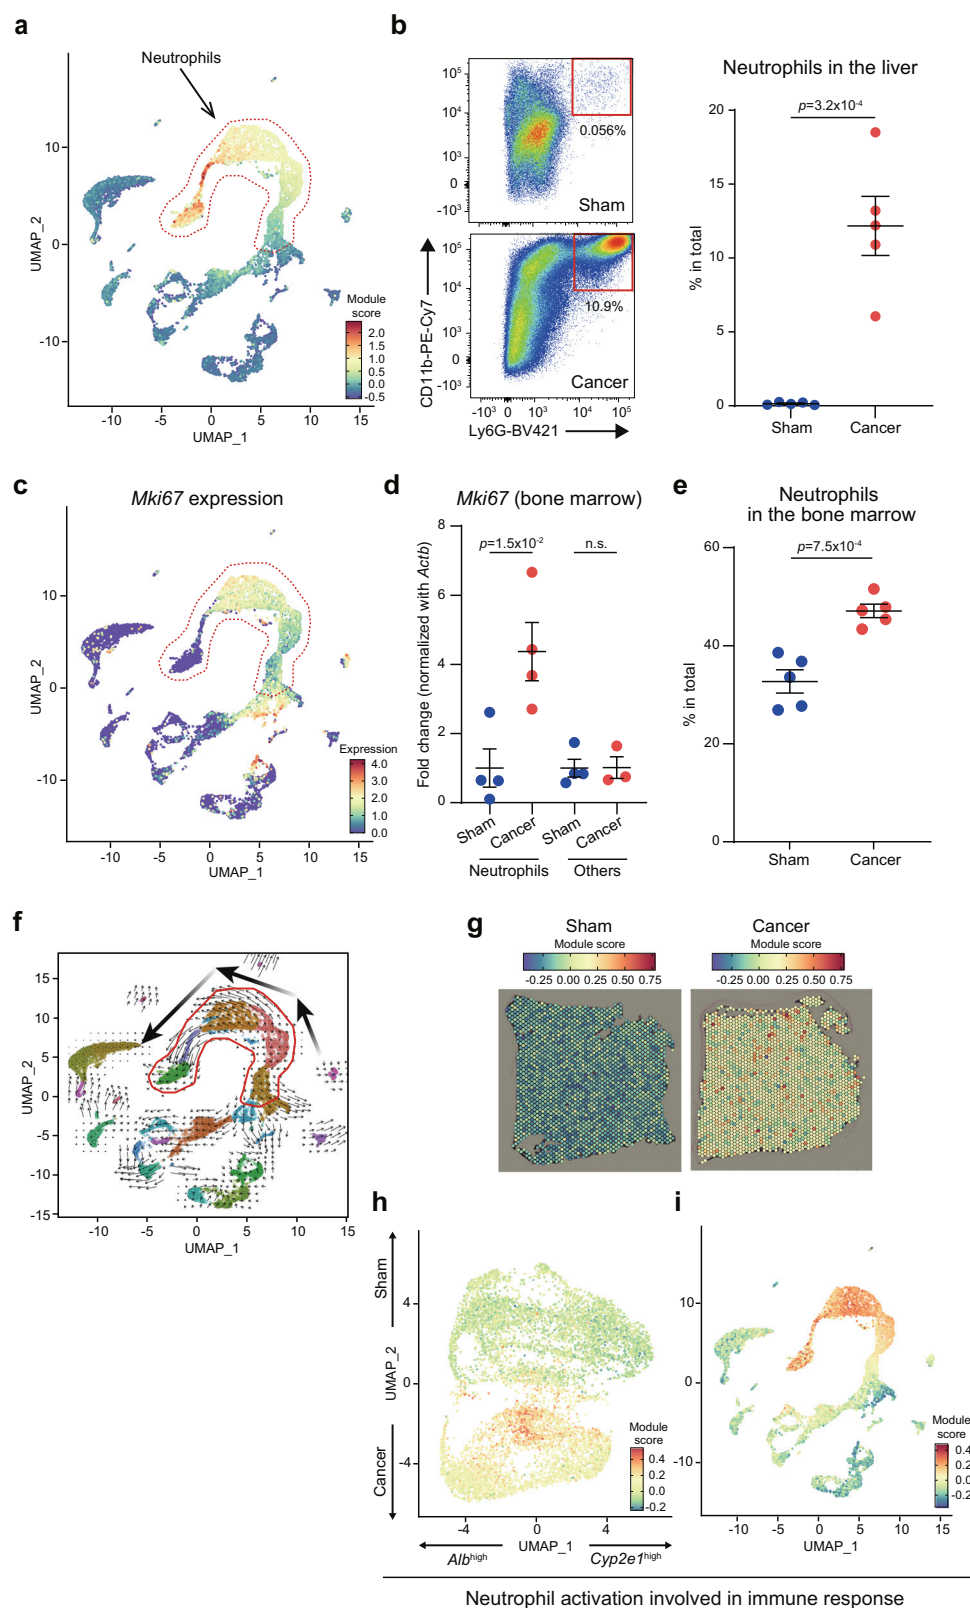 a
Neutrophils
10
0
-10
UMAP_2
-10
-5
0
5
10
15
UMAP_1
Module
score
2.0
1.5
1.0
0.5
0.0
-0.5
b
10⁵
10⁴
10³
0
-10³
0.056%
Sham
10⁵
10⁴
10³
0
-10³
10.9%
Cancer
CD11b-PE-Cy7
-10³
0
10³
10⁴
10⁵
Ly6G-BV421
Neutrophils in the liver
p=3.2x10⁻⁴
20
15
10
5
0
% in total
Sham
Cancer
c
Mki67 expression
10
0
-10
UMAP_2
-10
-5
0
5
10
15
UMAP_1
Expression
4.0
3.0
2.0
1.0
0.0
d
Mki67 (bone marrow)
8
6
4
2
0
Fold change (normalized with Actb)
p=1.5x10⁻²
n.s.
Sham
Cancer
Sham
Cancer
Neutrophils
Others
e
Neutrophils
in the bone marrow
p=7.5x10⁻⁴
60
40
20
0
% in total
Sham
Cancer
f
15
10
5
0
-5
-10
-15
UMAP_2
-10
-5
0
5
10
15
UMAP_1
g
Sham
Module score
-0.25
0.00
0.25
0.50
0.75
Cancer
Module score
-0.25
0.00
0.25
0.50
0.75
h
Sham
UMAP_2
Cancer
4
0
-4
-4
0
4
UMAP_1
Alb^high
Cyp2e1^high
Module
score
0.4
0.2
0.0
-0.2
i
10
0
-10
-10
-5
0
5
10
15
UMAP_1
Module
score
0.4
0.2
0.0
-0.2
Neutrophil activation involved in immune response